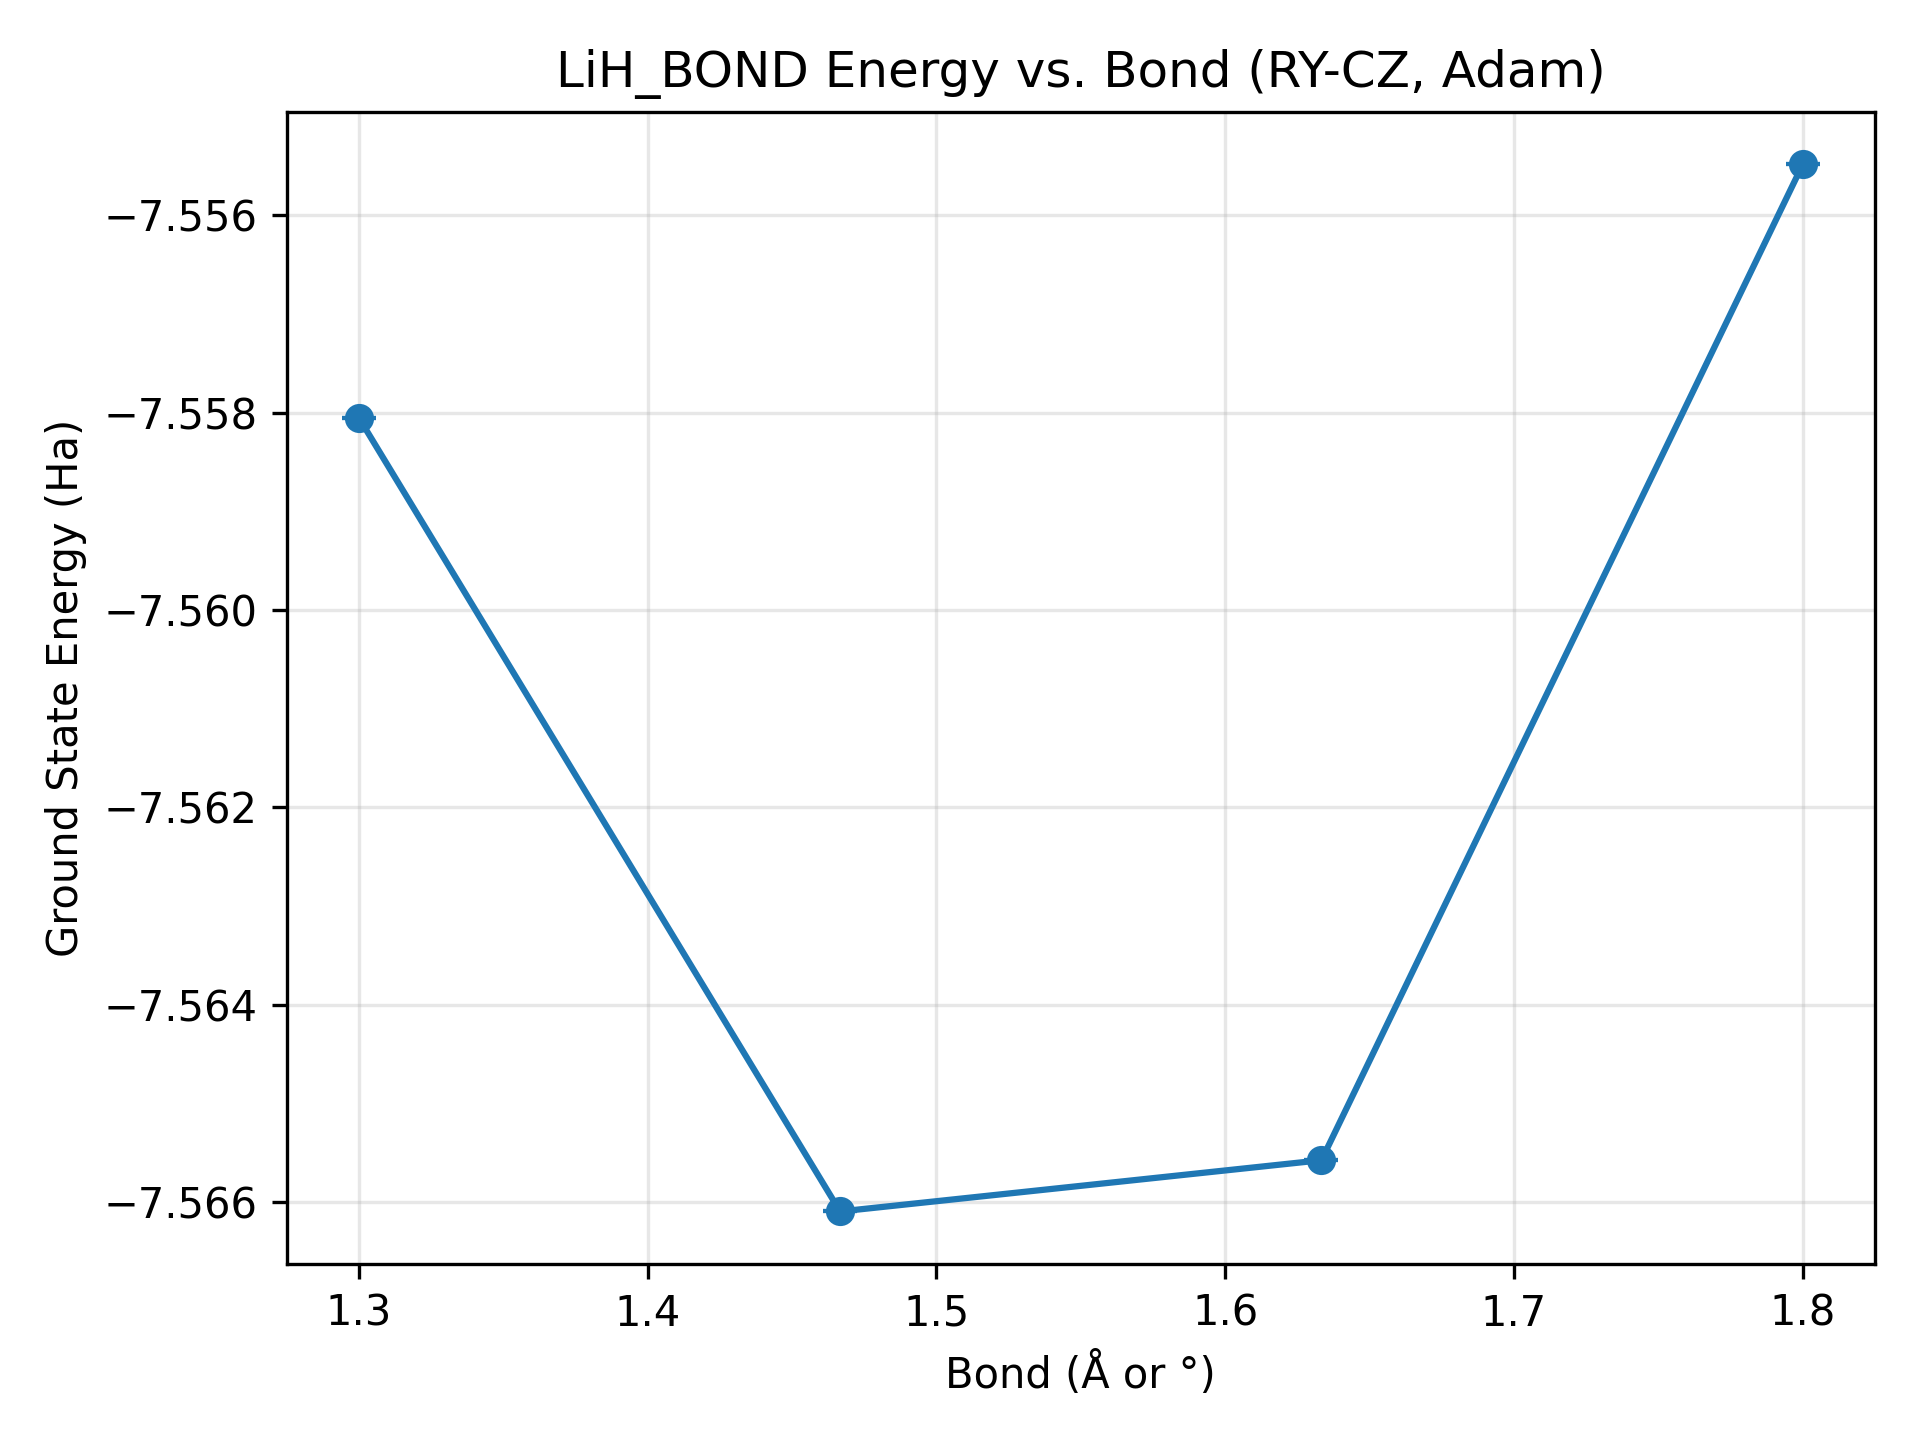 LiH_BOND Energy vs. Bond (RY-CZ, Adam)
Ground State Energy (Ha)
−7.556
−7.558
−7.560
−7.562
−7.564
−7.566
1.3 1.4 1.5 1.6 1.7 1.8
Bond (Å or °)